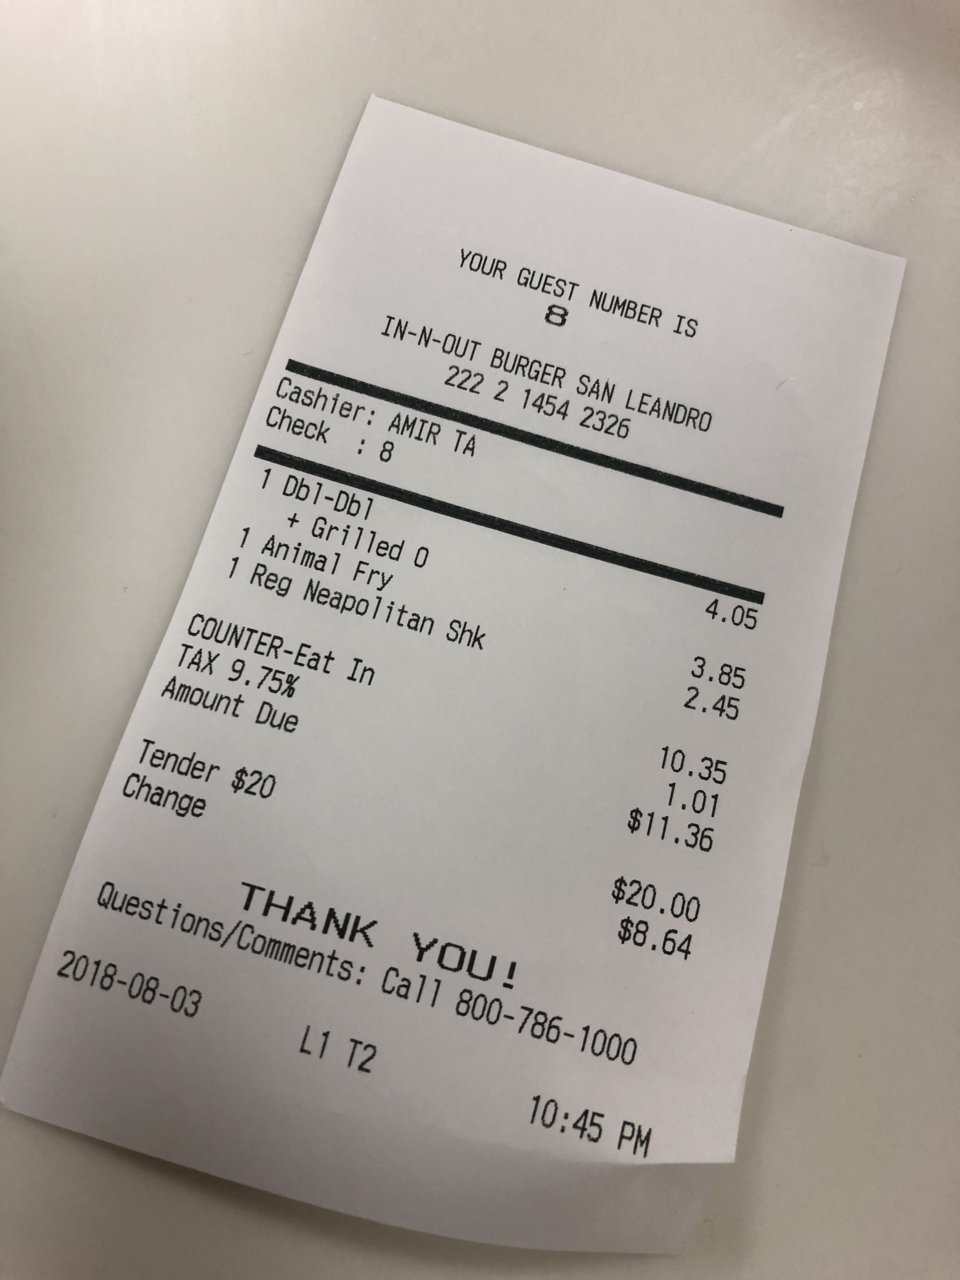 YOUR GUEST NUMBER IS
8
IN-N-OUT BURGER SAN LEANDRO
222 2 1454 2326
Cashier: AMIR TA
Check : 8
1 Dbl-Dbl 4.05
+ Grilled O
1 Animal Fry 3.85
1 Reg Neapolitan Shk 2.45
COUNTER-Eat In 10.35
TAX 9.75% 1.01
Amount Due $11.36
Tender $20 $20.00
Change $8.64
THANK YOU!
Questions/Comments: Call 800-786-1000
2018-08-03 L1 T2 10:45 PM